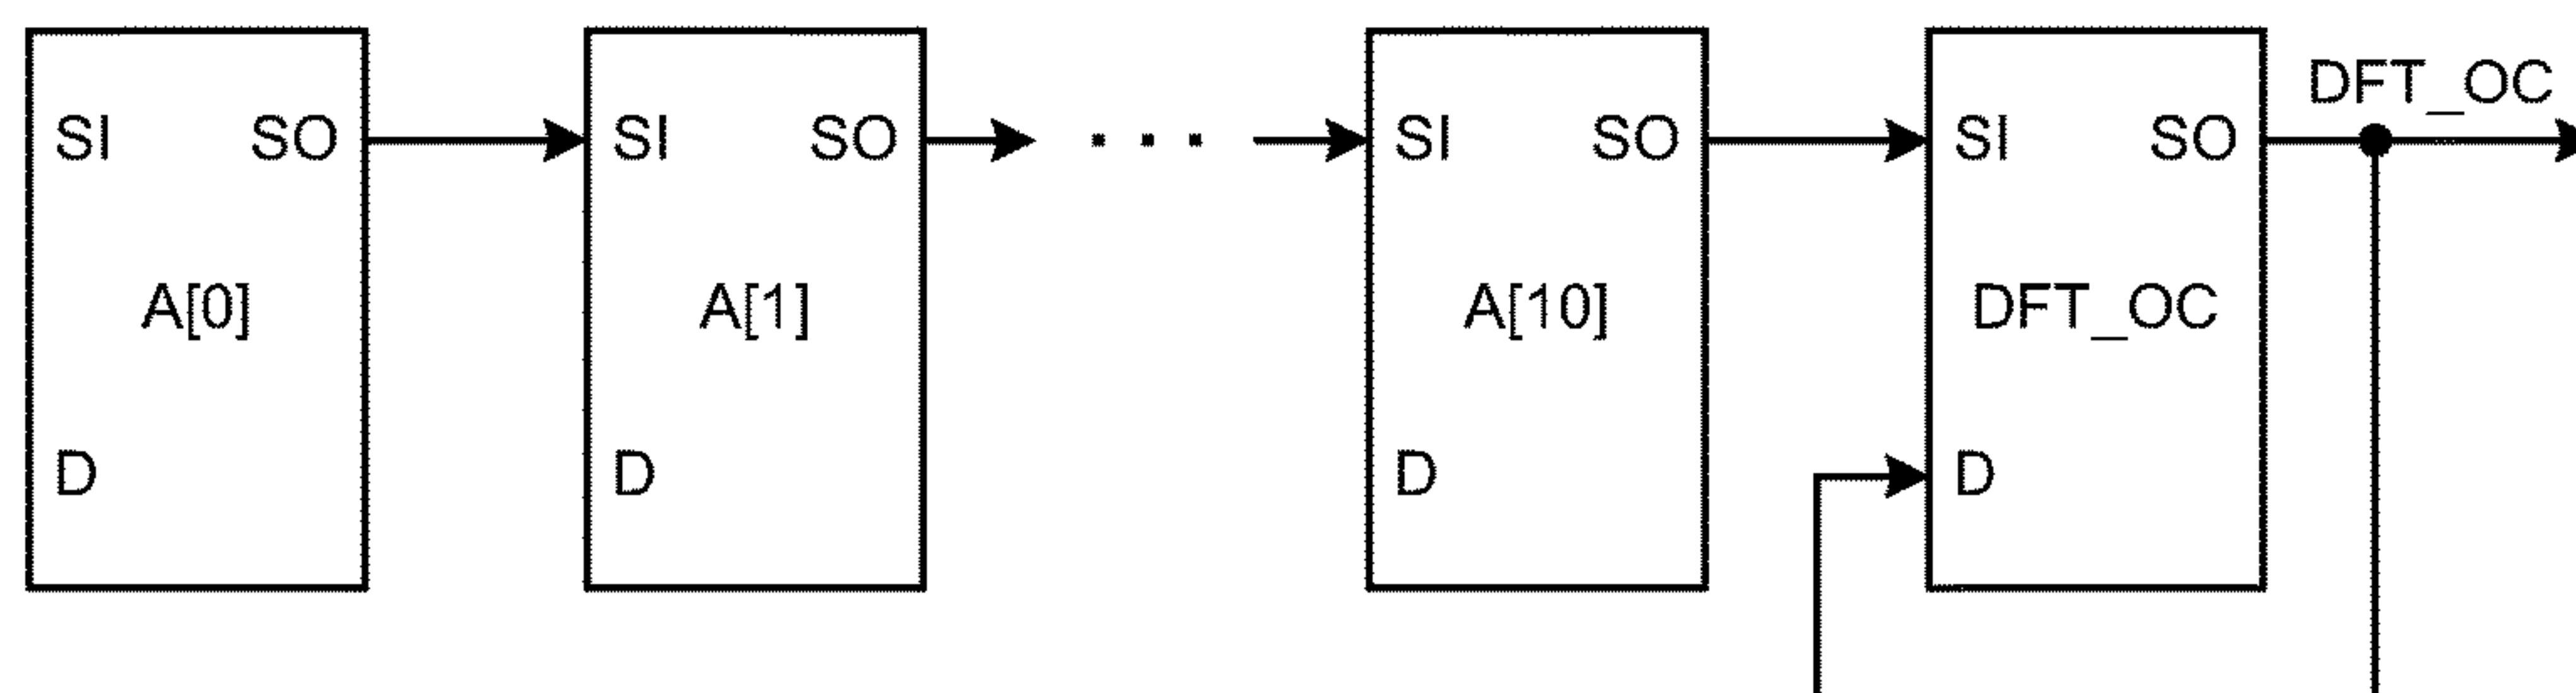 DFT_OC
SI SO SI SO SI SO SI SO
A[0] A[1] A[10] DFT_OC
D D D D